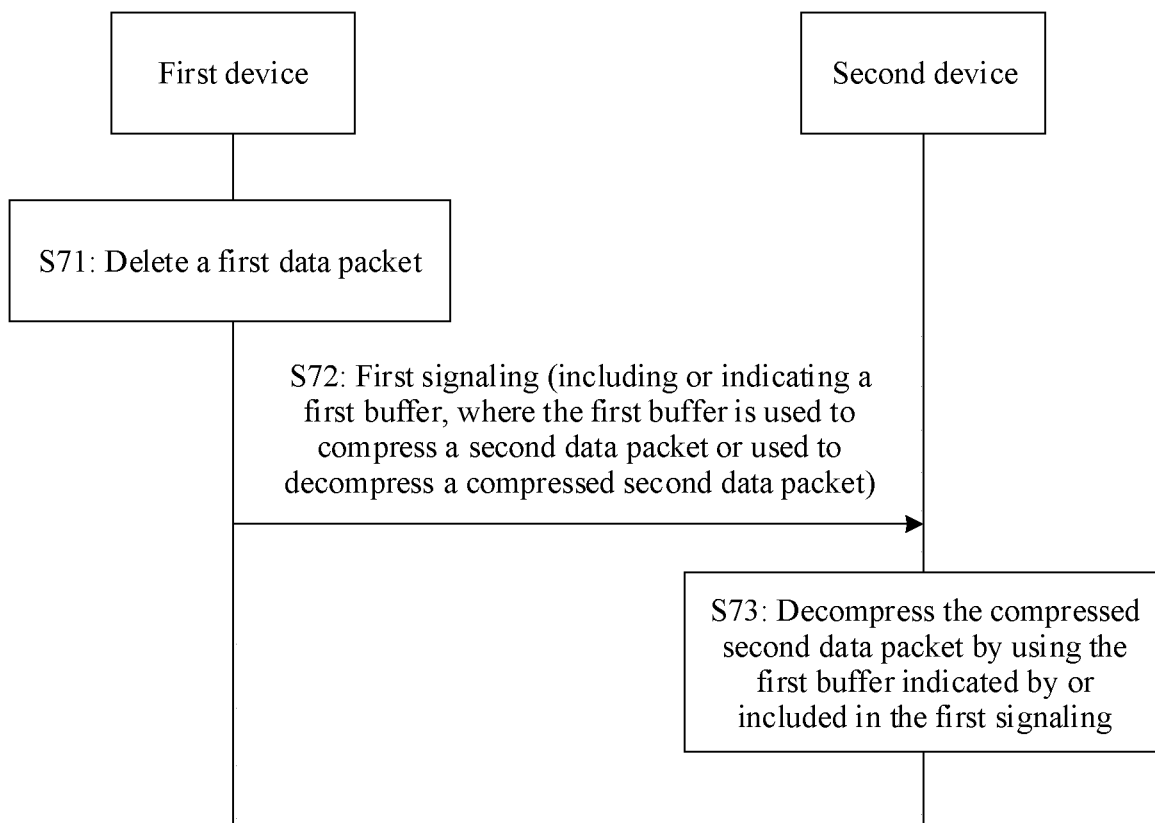 First device
Second device
S71: Delete a first data packet
S72: First signaling (including or indicating a
first buffer, where the first buffer is used to
compress a second data packet or used to
decompress a compressed second data packet)
S73: Decompress the compressed
second data packet by using the
first buffer indicated by or
included in the first signaling